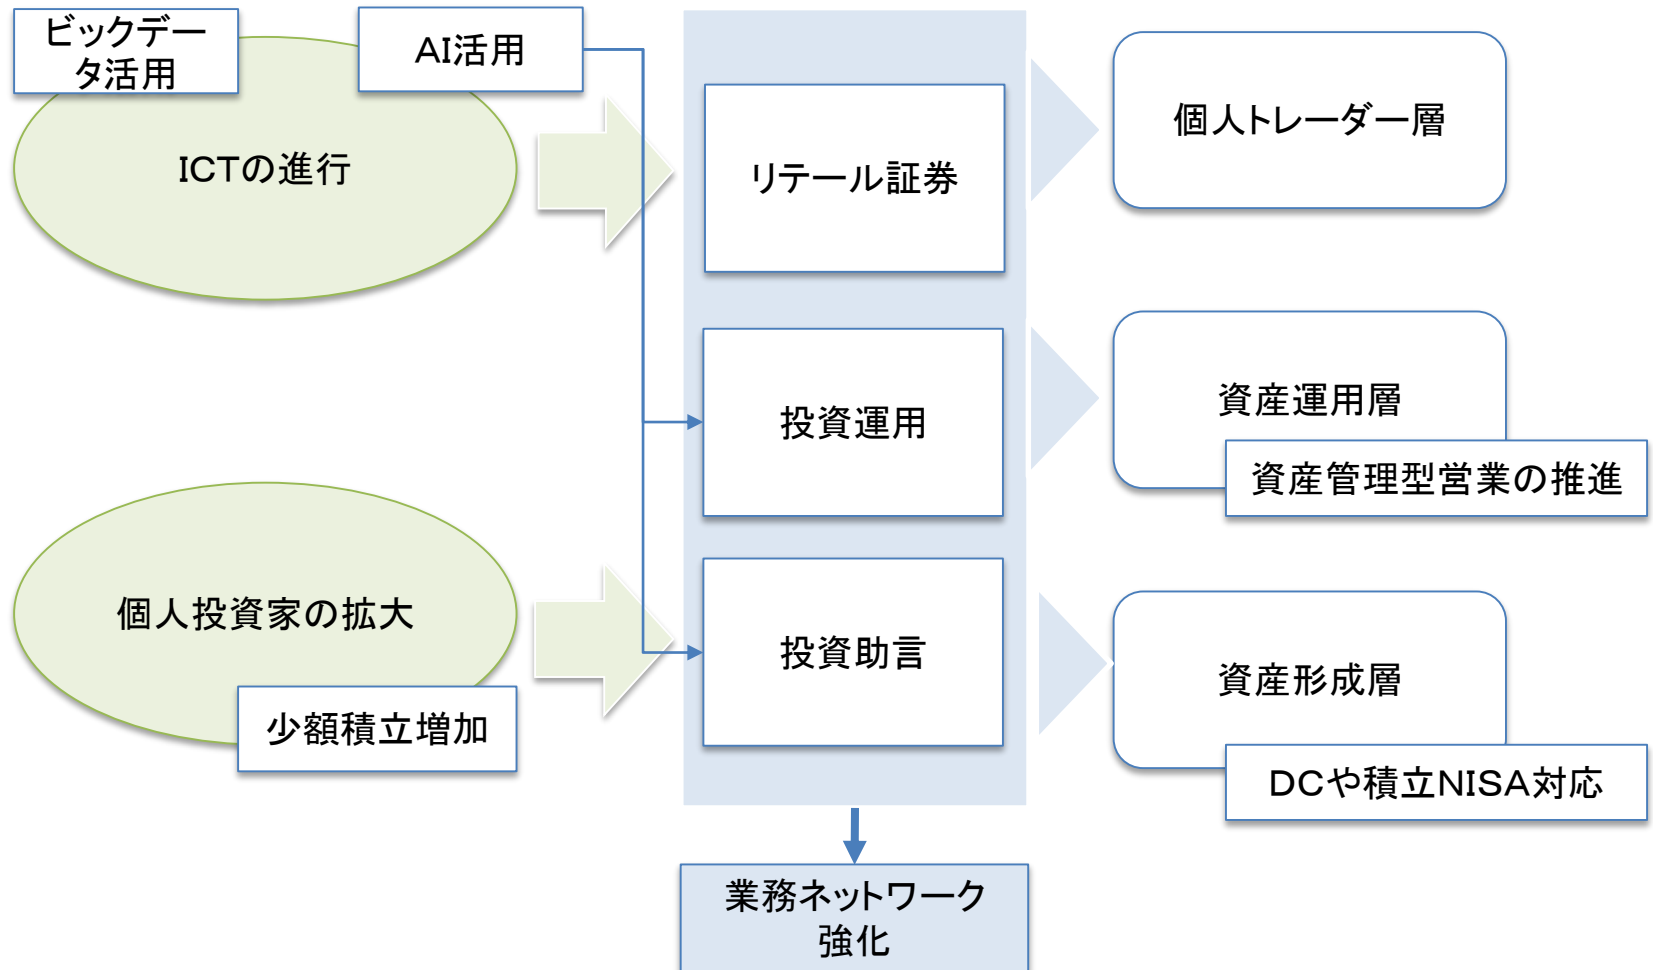 ビックデー
タ活用
AI活用
ICTの進行
リテール証券
個人トレーダー層
投資運用
資産運用層
資産管理型営業の推進
個人投資家の拡大
少額積立増加
投資助言
資産形成層
DCや積立NISA対応
業務ネットワーク
強化